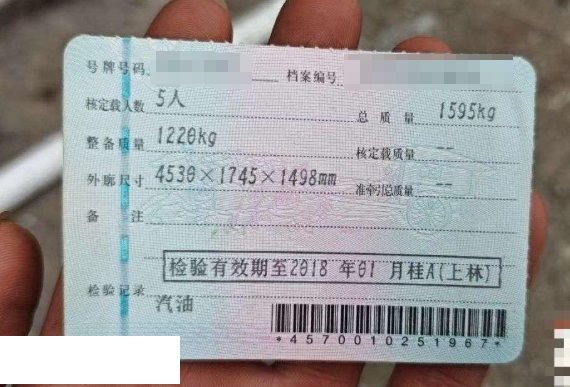 号牌号码 档案编号
核定载人数 5人 总质量 1595kg
整备质量 1220kg 核定载质量 --
外廓尺寸 4530×1745×1498mm 准牵引总质量 --
备注
检验有效期至2018 年01 月桂A(上林)
检验记录
汽油
*4570010251967*